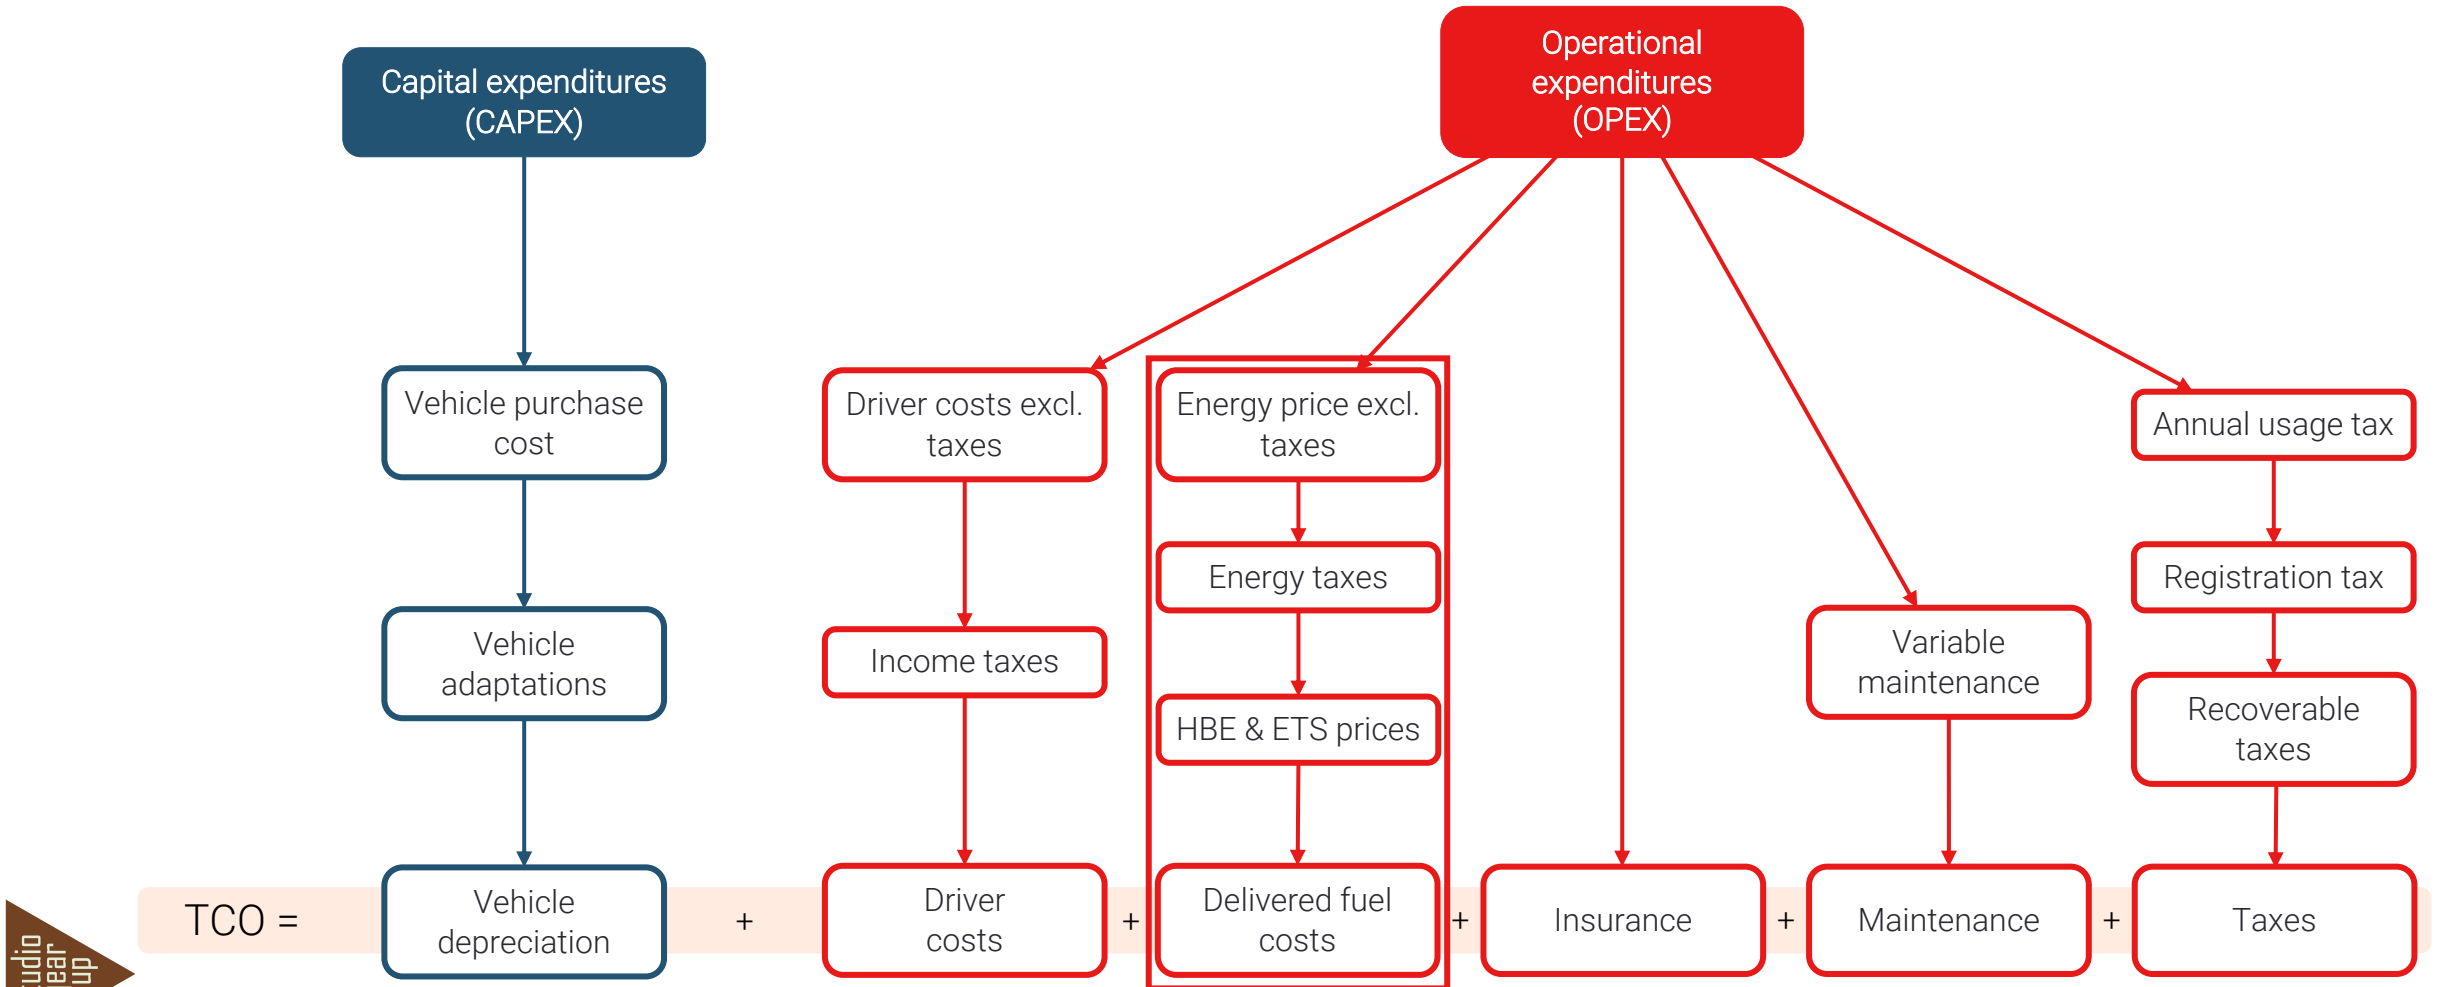 Capital expenditures
(CAPEX)
Operational
expenditures
(OPEX)
Vehicle purchase
cost
Driver costs excl.
taxes
Energy price excl.
taxes
Annual usage tax
Energy taxes
Registration tax
Vehicle
adaptations
Income taxes
Variable
maintenance
HBE & ETS prices
Recoverable
taxes
TCO =
Vehicle
depreciation
+
Driver
costs
+
Delivered fuel
costs
+
Insurance
+
Maintenance
+
Taxes
up